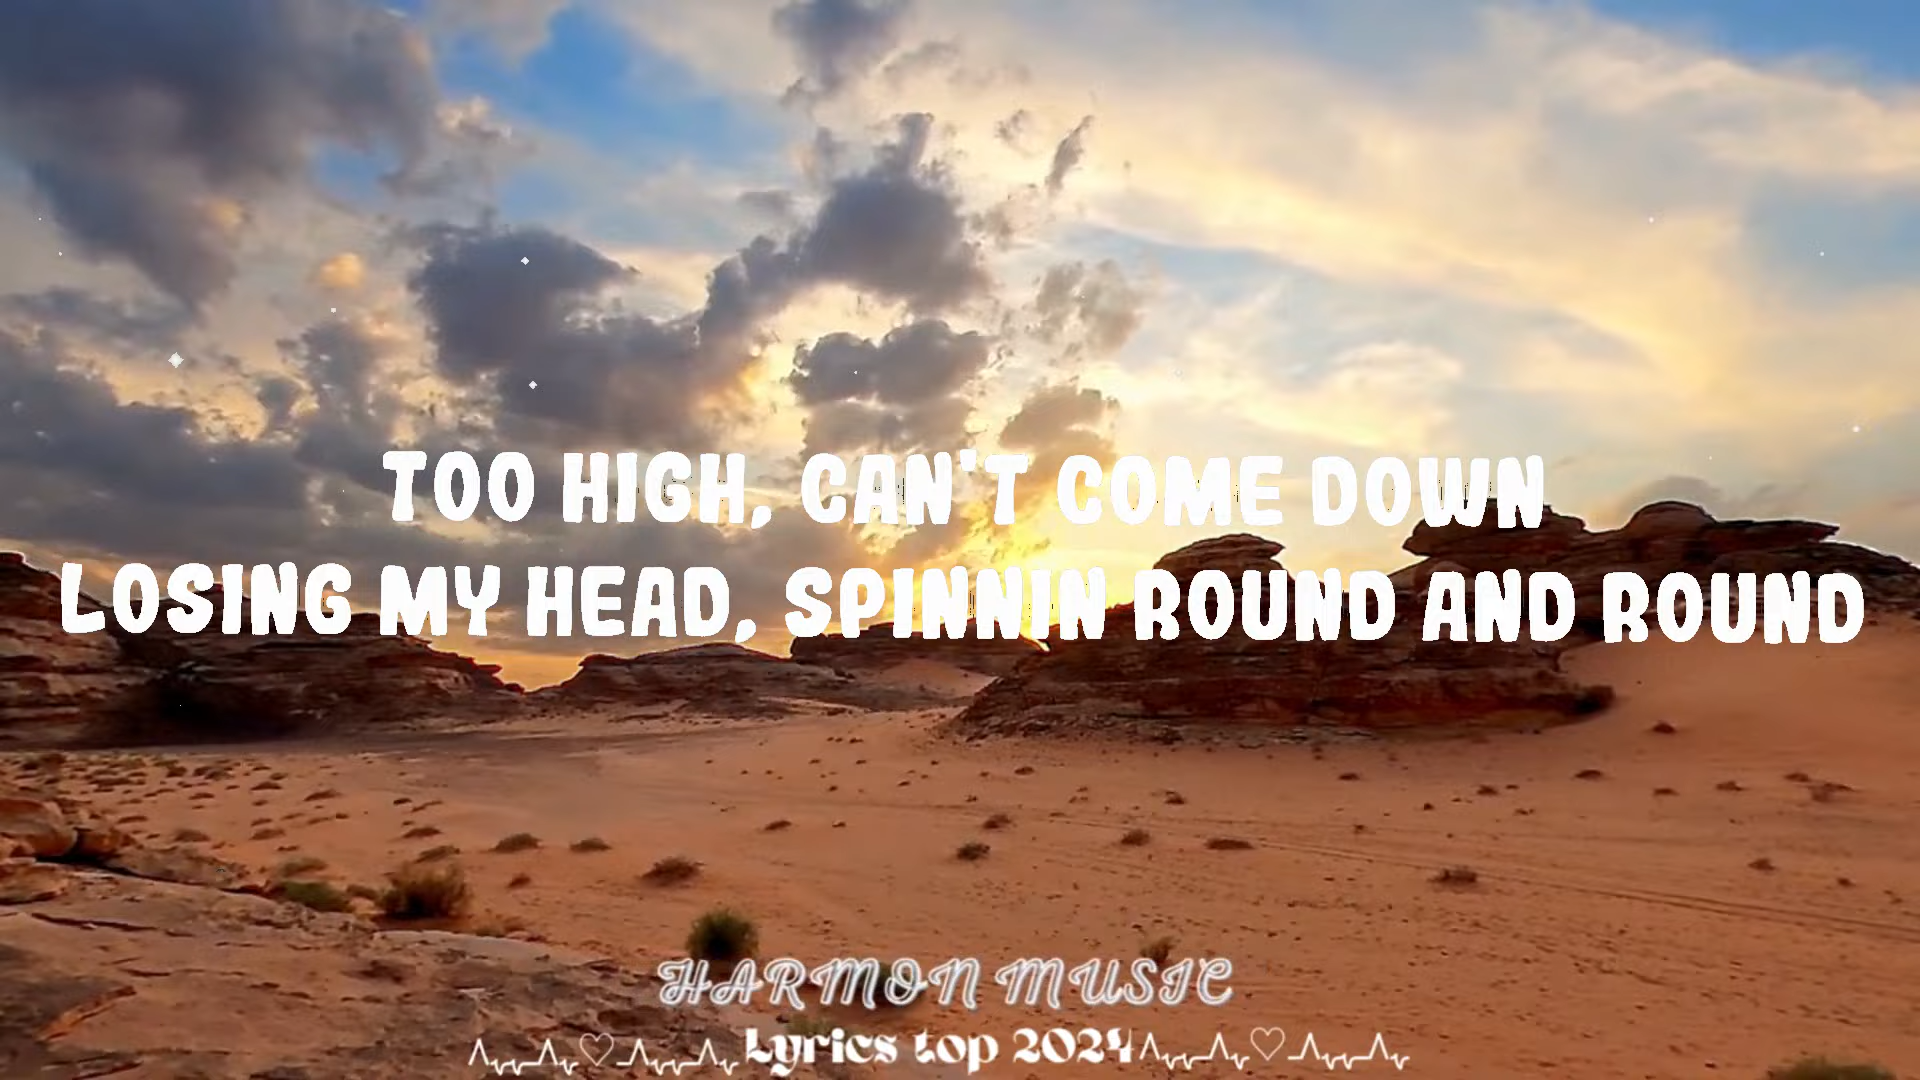 TOO HIGH, CAN'T COME DOWN
LOSING MY HEAD, SPINNIN ROUND AND ROUND
HARMON MUSIC
Lyrics top 2024